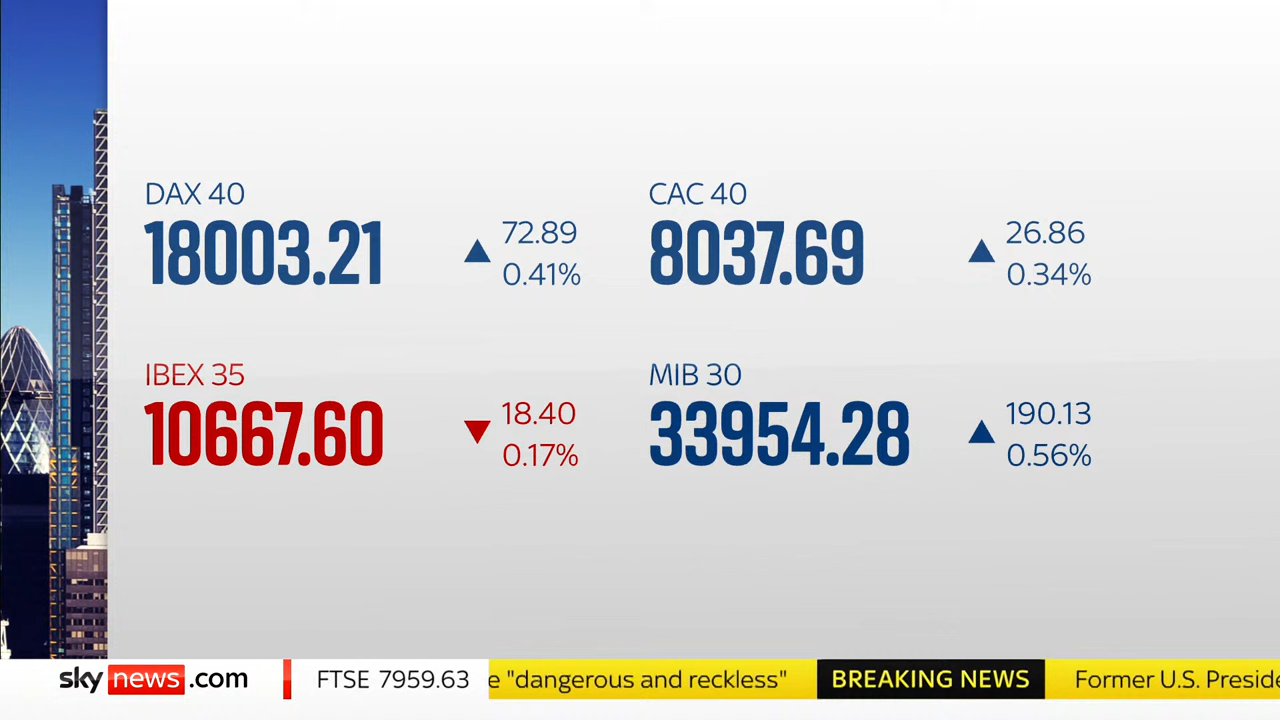 DAX 40
18003.21
72.89
0.41%
CAC 40
8037.69
26.86
0.34%
IBEX 35
10667.60
18.40
0.17%
MIB 30
33954.28
190.13
0.56%
sky news .com
FTSE 7959.63
"dangerous and reckless"
BREAKING NEWS
Former U.S.